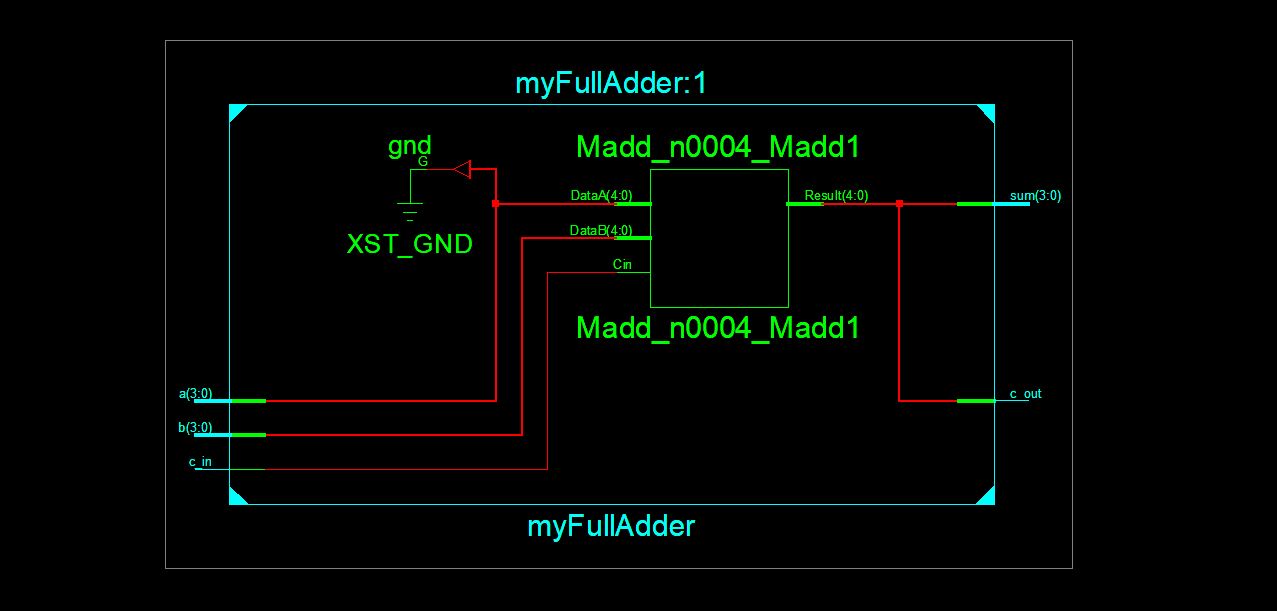 myFullAdder:1
gnd
G
XST_GND
Madd_n0004_Madd1
DataA(4:0)
DataB(4:0)
Cin
Result(4:0)
Madd_n0004_Madd1
sum(3:0)
a(3:0)
b(3:0)
c_in
c_out
myFullAdder